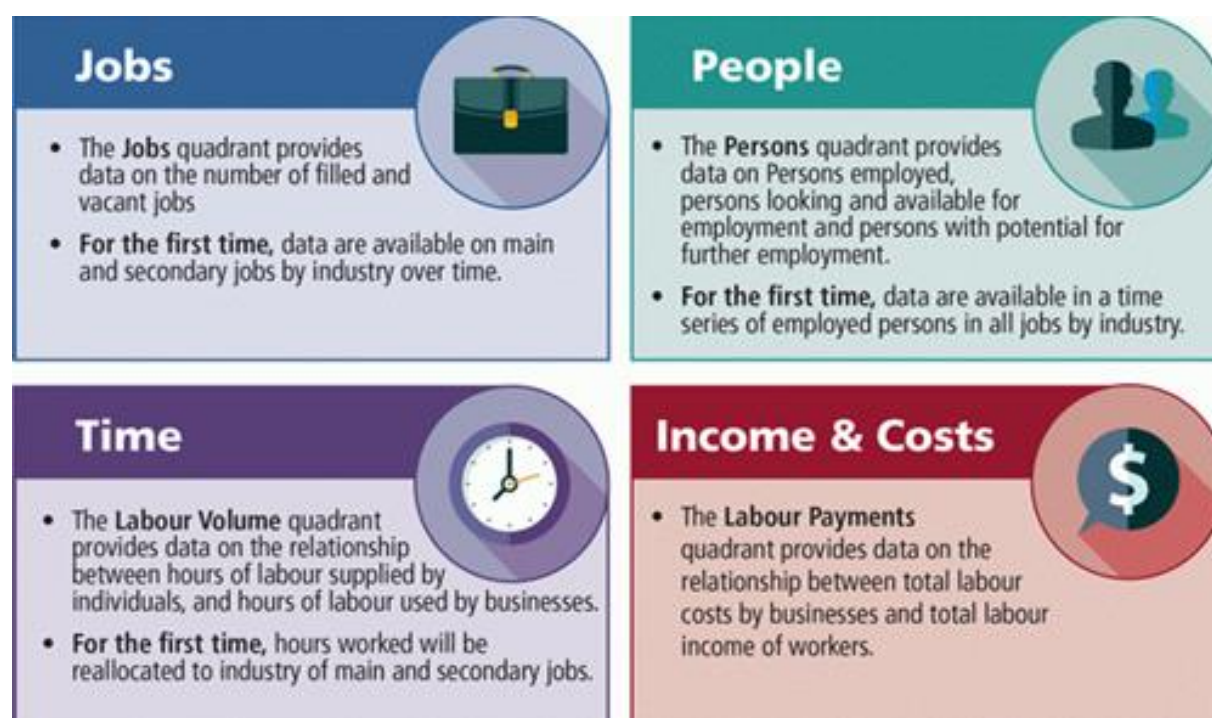 Jobs
• The Jobs quadrant provides
data on the number of filled and
vacant jobs
• For the first time, data are available on main
and secondary jobs by industry over time.
People
• The Persons quadrant provides
data on Persons employed,
persons looking and available for
employment and persons with potential for
further employment.
• For the first time, data are available in a time
series of employed persons in all jobs by industry.
Time
• The Labour Volume quadrant
provides data on the relationship
between hours of labour supplied by
individuals, and hours of labour used by businesses.
• For the first time, hours worked will be
reallocated to industry of main and secondary jobs.
Income & Costs
$
• The Labour Payments
quadrant provides data on the
relationship between total labour
costs by businesses and total labour
income of workers.